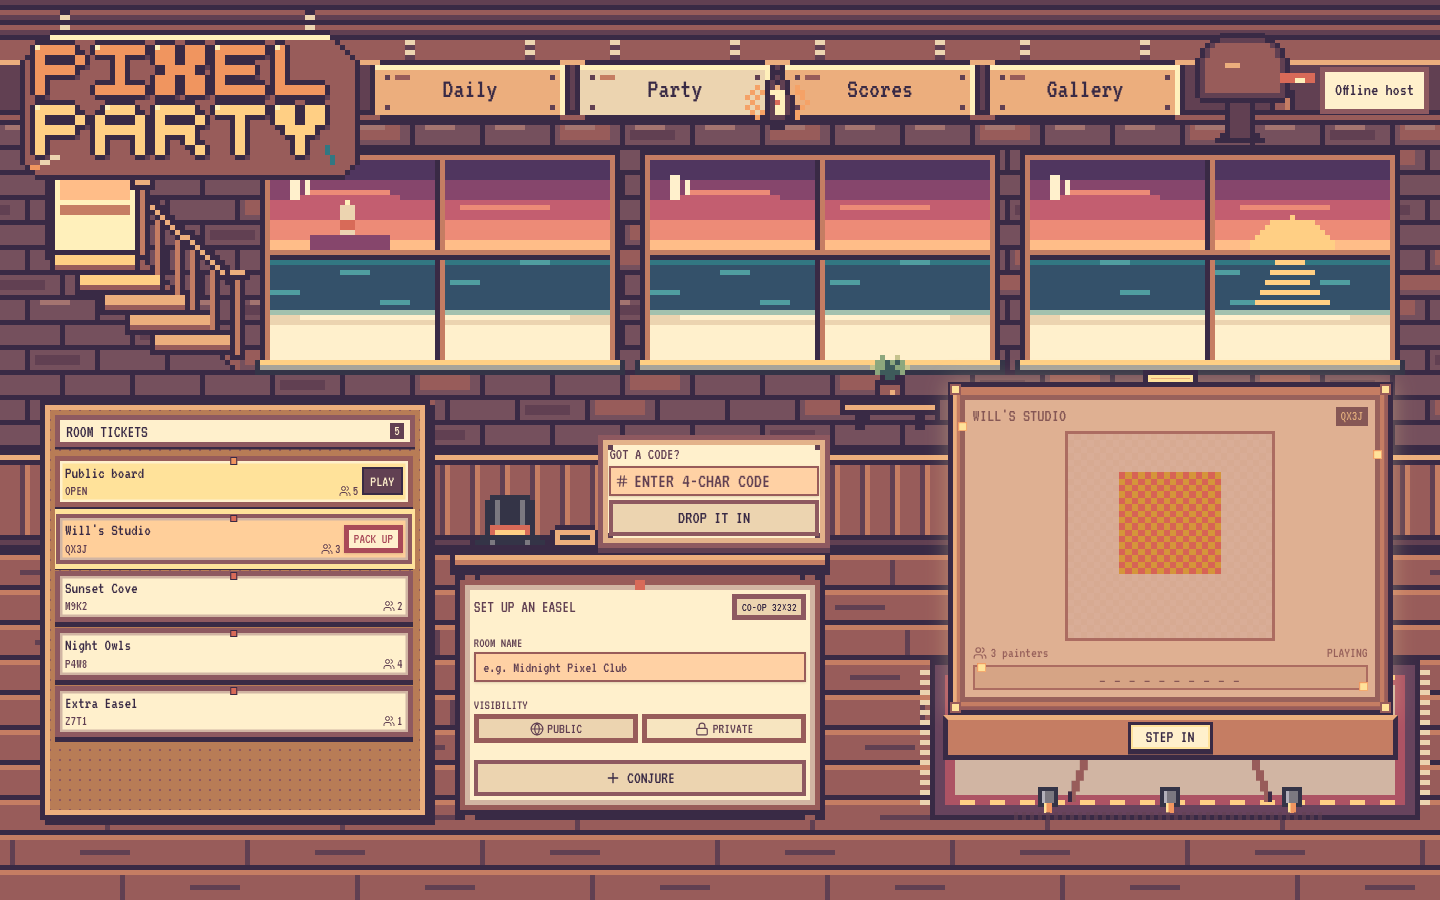 PIXEL
PARTY
Daily
Party
Scores
Gallery
Offline host
ROOM TICKETS
5
Public board
OPEN
5
PLAY
Will's Studio
QX3J
3
PACK UP
Sunset Cove
M9K2
2
Night Owls
P4W8
4
Extra Easel
Z7T1
1
GOT A CODE?
# ENTER 4-CHAR CODE
DROP IT IN
SET UP AN EASEL
CO-OP 32×32
ROOM NAME
e.g. Midnight Pixel Club
VISIBILITY
PUBLIC
PRIVATE
+ CONJURE
WILL'S STUDIO
QX3J
3 painters
PLAYING
_ _ _ _ _ _ _ _ _ _
STEP IN